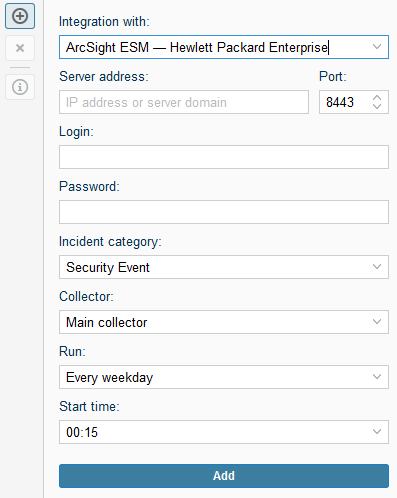 Integration with:
ArcSight ESM — Hewlett Packard Enterprise
Server address: Port:
IP address or server domain 8443
Login:
Password:
Incident category:
Security Event
Collector:
Main collector
Run:
Every weekday
Start time:
00:15
Add